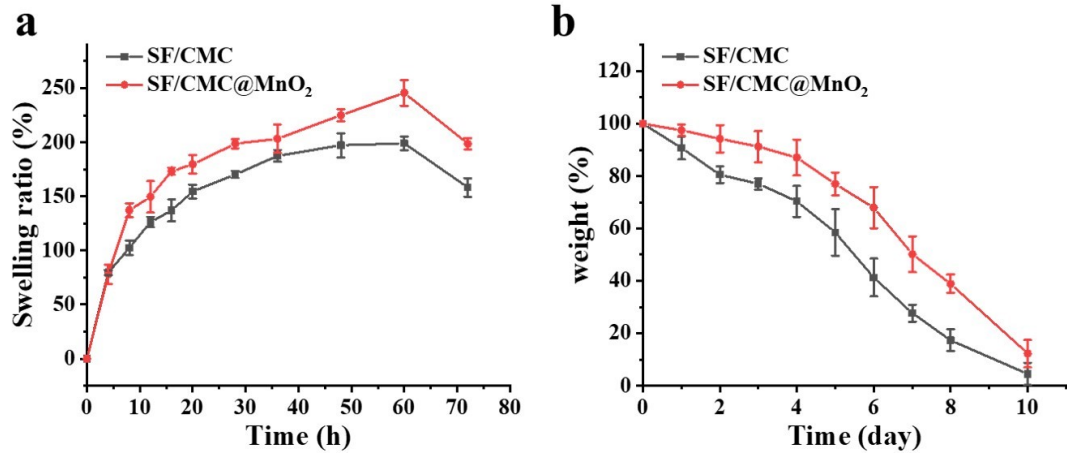 a
SF/CMC
SF/CMC@MnO₂
Swelling ratio (%)
250
200
150
100
50
0
0 10 20 30 40 50 60 70 80
Time (h)
b
SF/CMC
SF/CMC@MnO₂
weight (%)
120
100
80
60
40
20
0
0 2 4 6 8 10
Time (day)